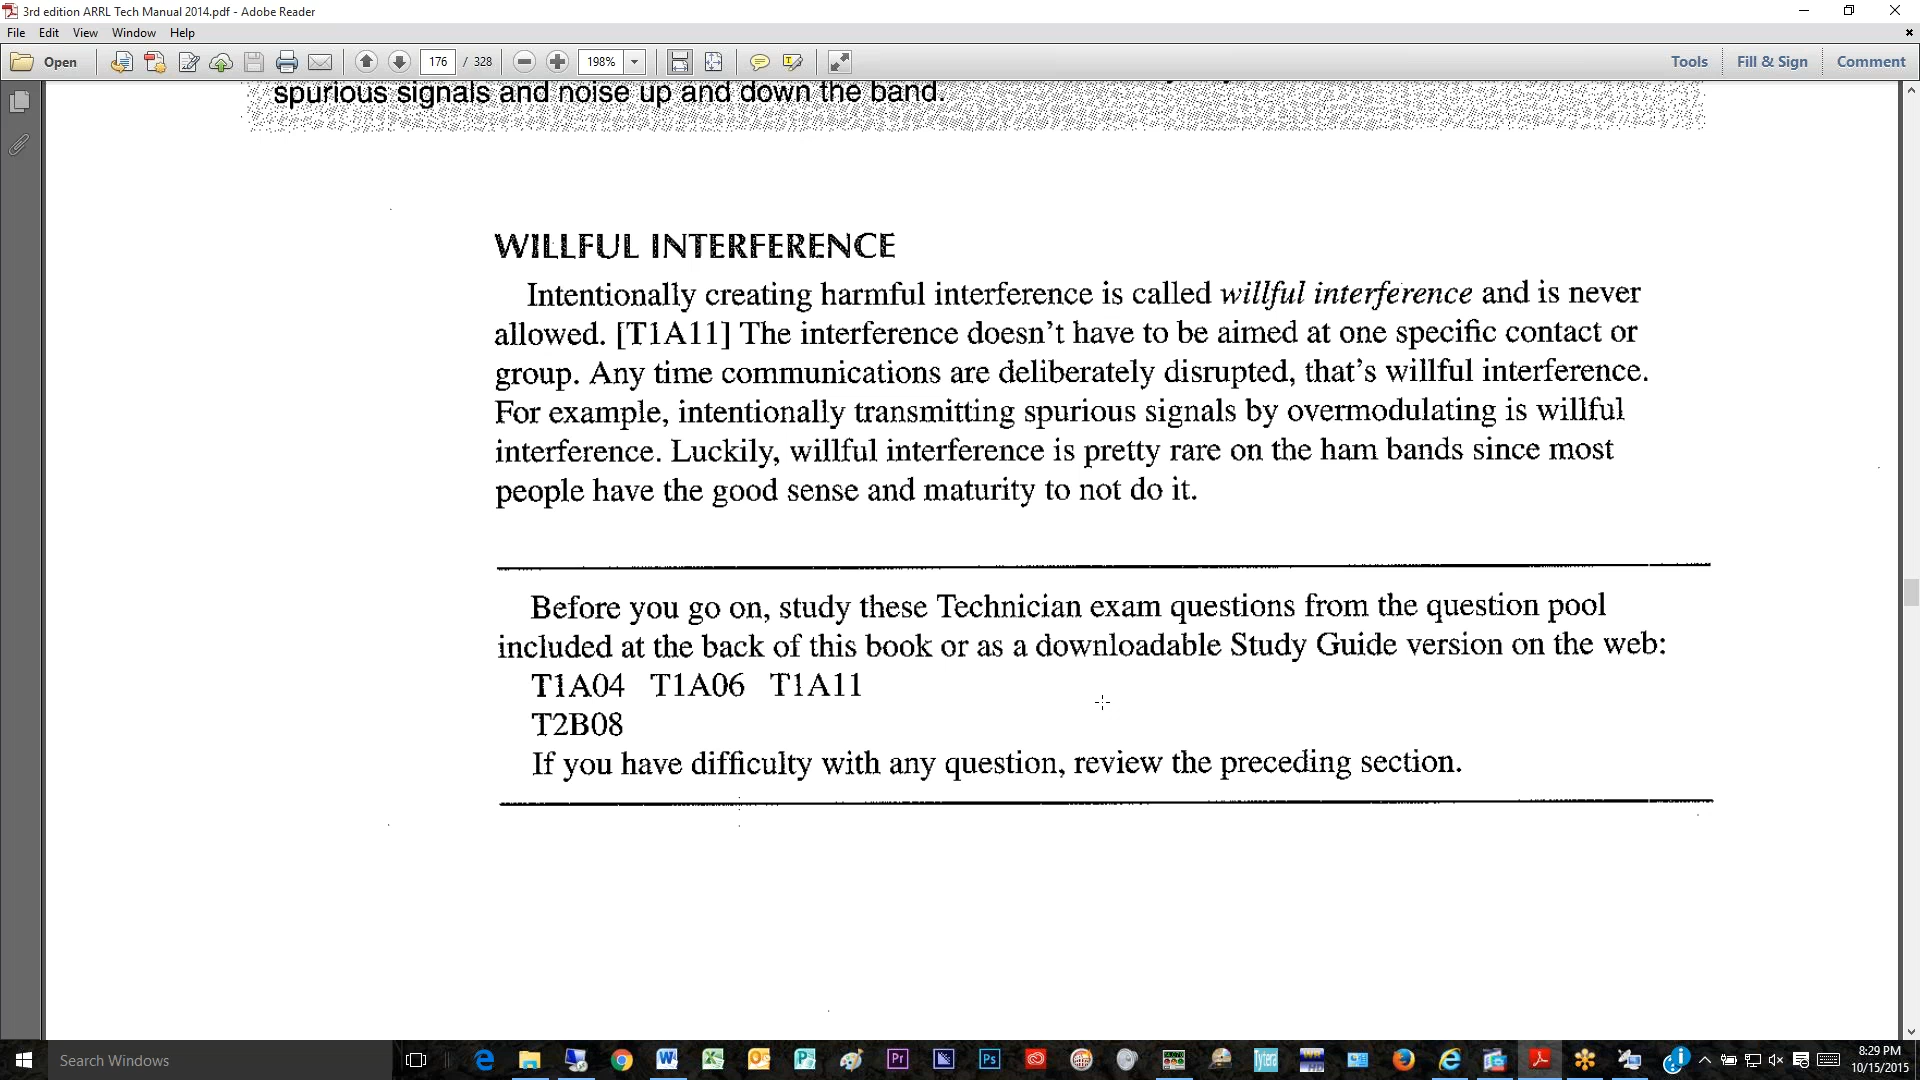 3rd edition ARRL Tech Manual 2014.pdf - Adobe Reader
File Edit View Window Help
Open 176 / 328 198% Tools Fill & Sign Comment
spurious signals and noise up and down the band.
WILLFUL INTERFERENCE
Intentionally creating harmful interference is called willful interference and is never
allowed. [T1A11] The interference doesn't have to be aimed at one specific contact or
group. Any time communications are deliberately disrupted, that's willful interference.
For example, intentionally transmitting spurious signals by overmodulating is willful
interference. Luckily, willful interference is pretty rare on the ham bands since most
people have the good sense and maturity to not do it.
Before you go on, study these Technician exam questions from the question pool
included at the back of this book or as a downloadable Study Guide version on the web:
T1A04 T1A06 T1A11
T2B08
If you have difficulty with any question, review the preceding section.
Search Windows
Pr
Ps
Tytera
8:29 PM
10/15/2015